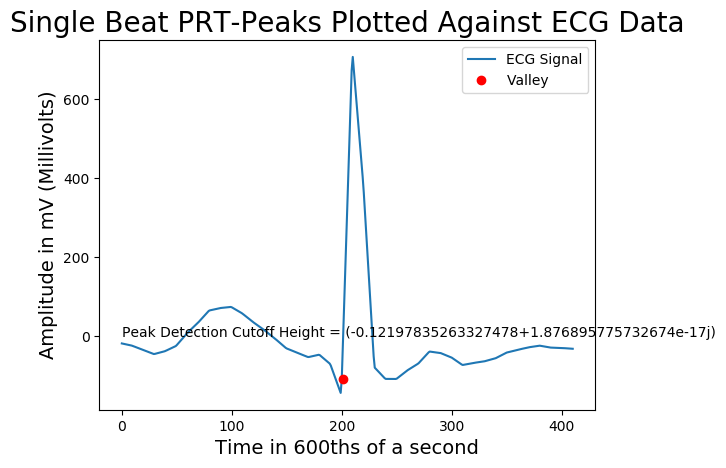 Single Beat PRT-Peaks Plotted Against ECG Data
ECG Signal
Valley
Amplitude in mV (Millivolts)
600
400
200
0
Peak Detection Cutoff Height = (-0.12197835263327478+1.876895775732674e-17j)
0 100 200 300 400
Time in 600ths of a second